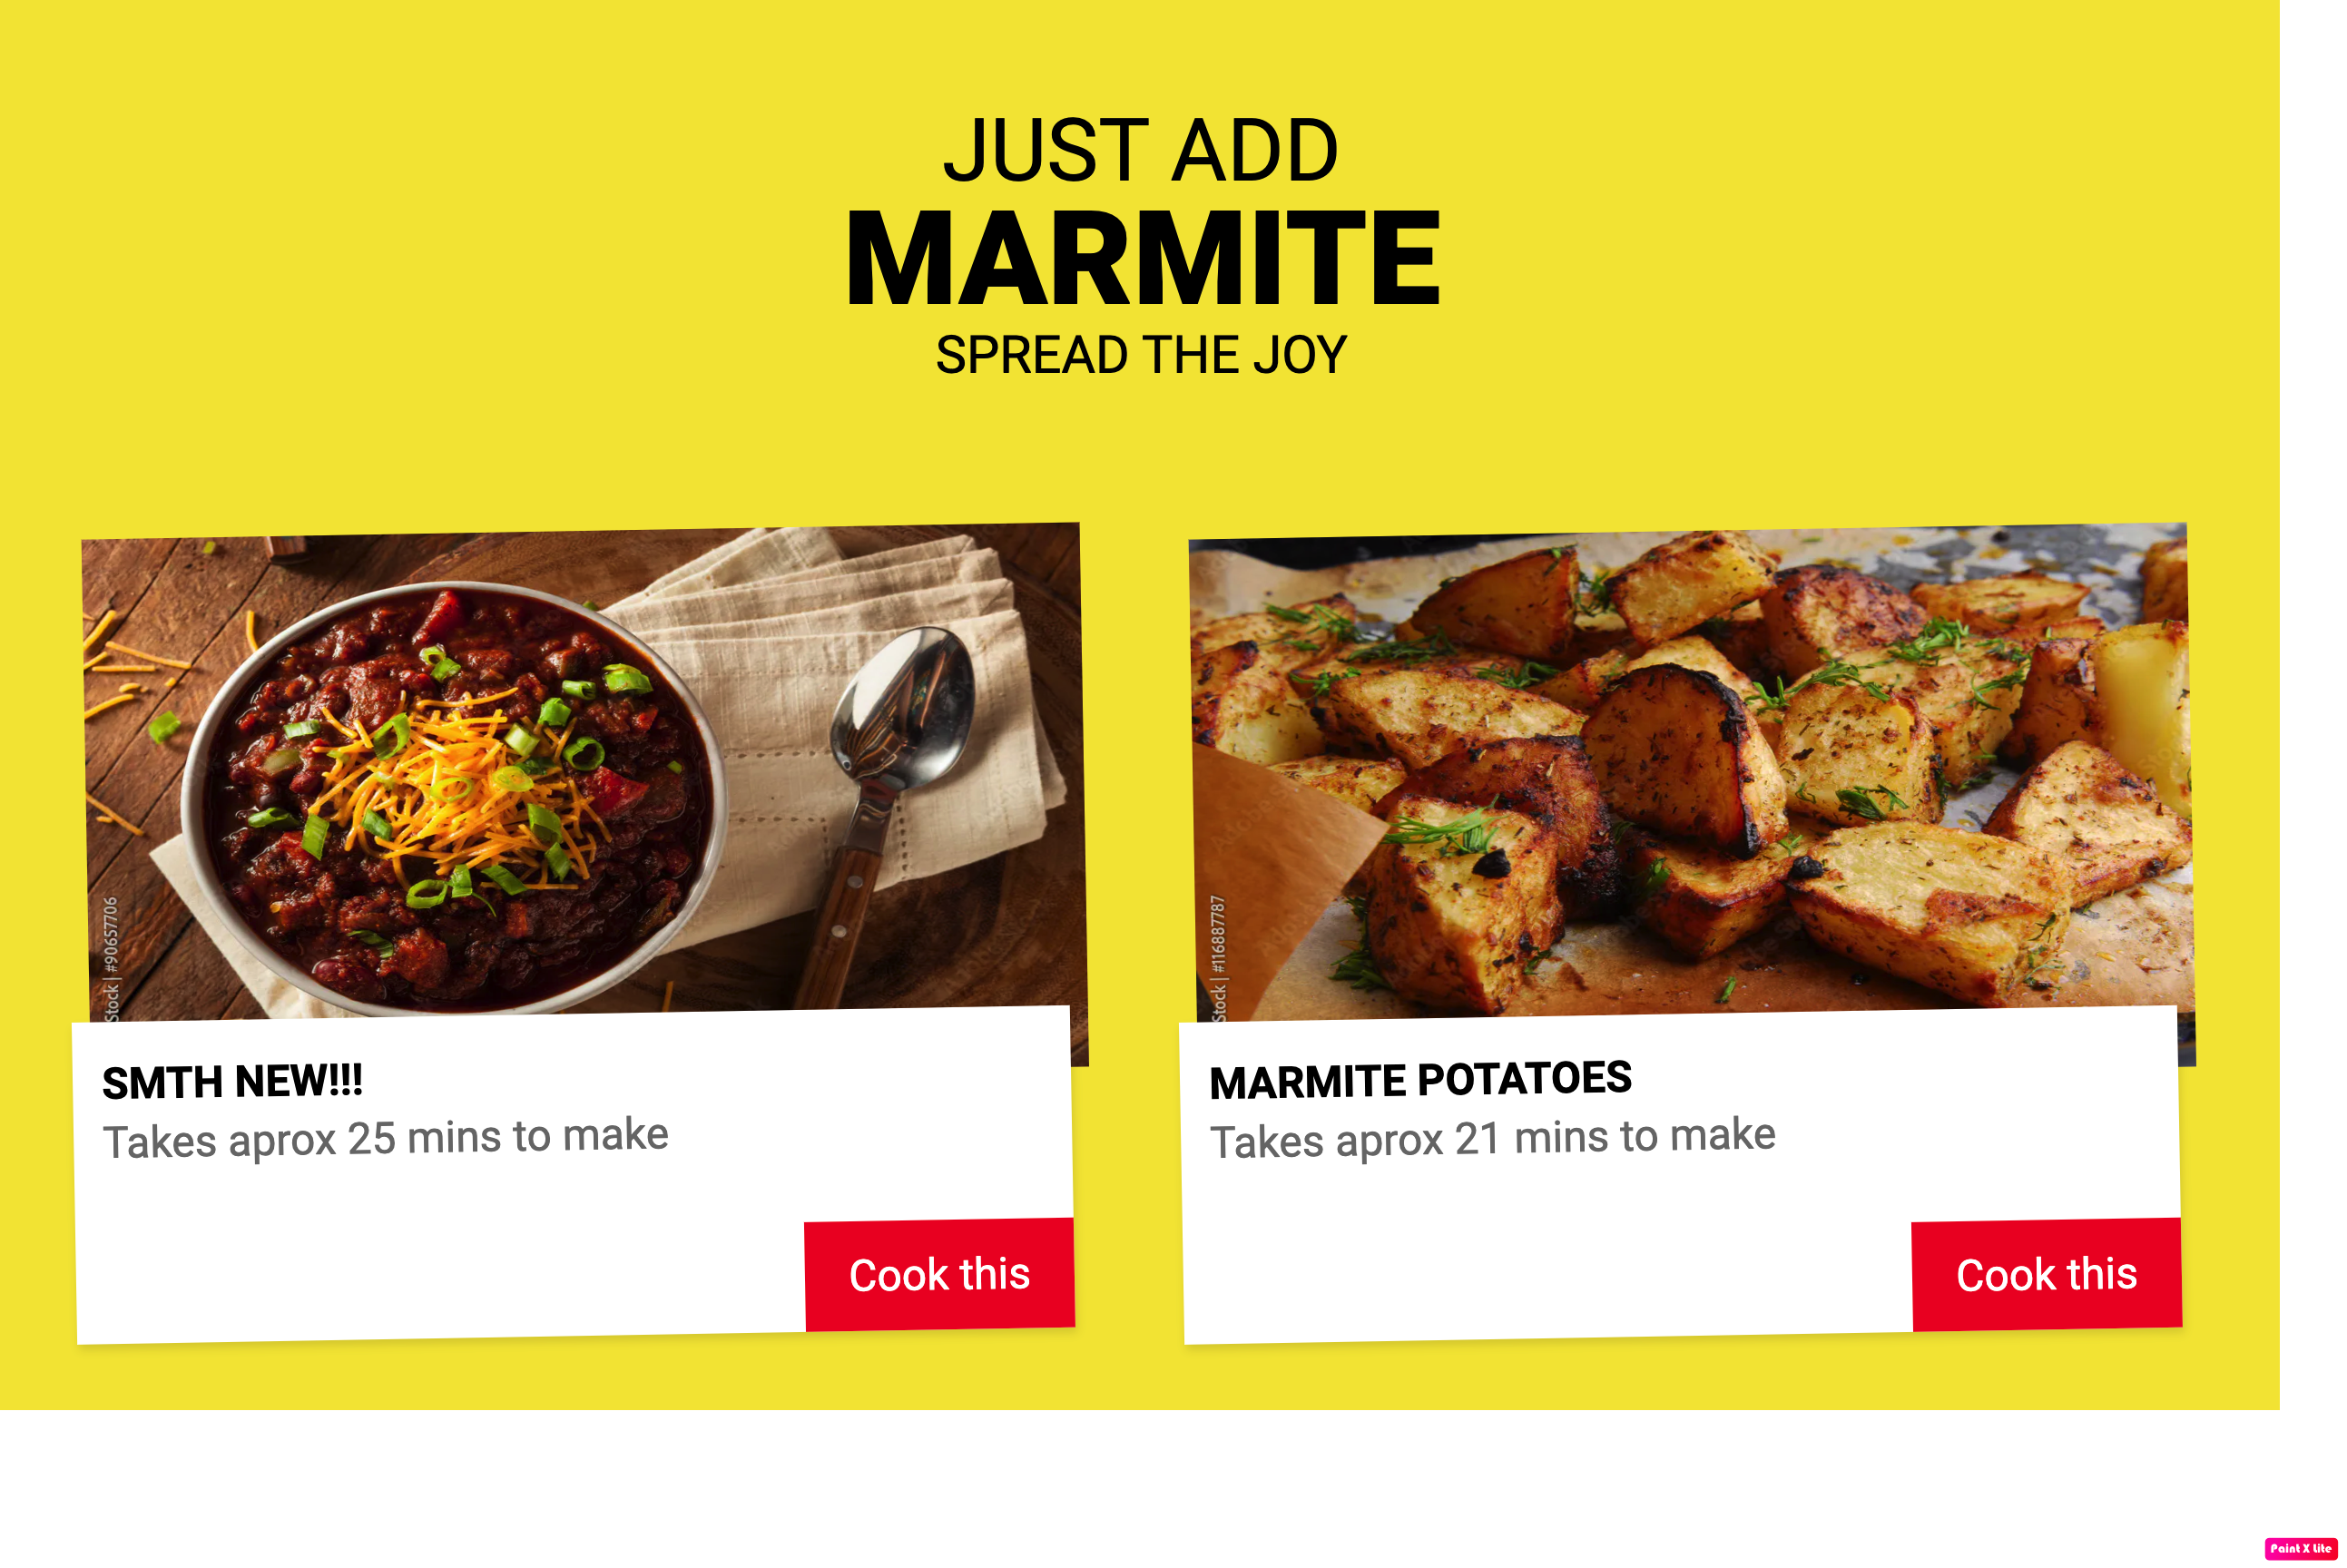 JUST ADD
MARMITE
SPREAD THE JOY
Stock | #90657706
Stock | #116887787
SMTH NEW!!!
Takes aprox 25 mins to make
Cook this
MARMITE POTATOES
Takes aprox 21 mins to make
Cook this
Paint X Lite